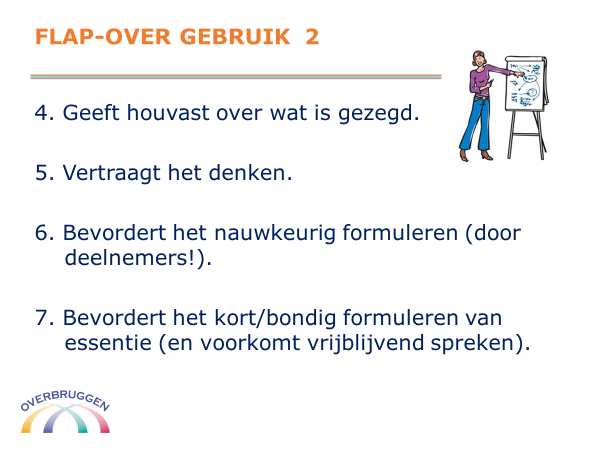 FLAP-OVER GEBRUIK 2
4. Geeft houvast over wat is gezegd.
5. Vertraagt het denken.
6. Bevordert het nauwkeurig formuleren (door
deelnemers!).
7. Bevordert het kort/bondig formuleren van
essentie (en voorkomt vrijblijvend spreken).
OVERBRUGGEN